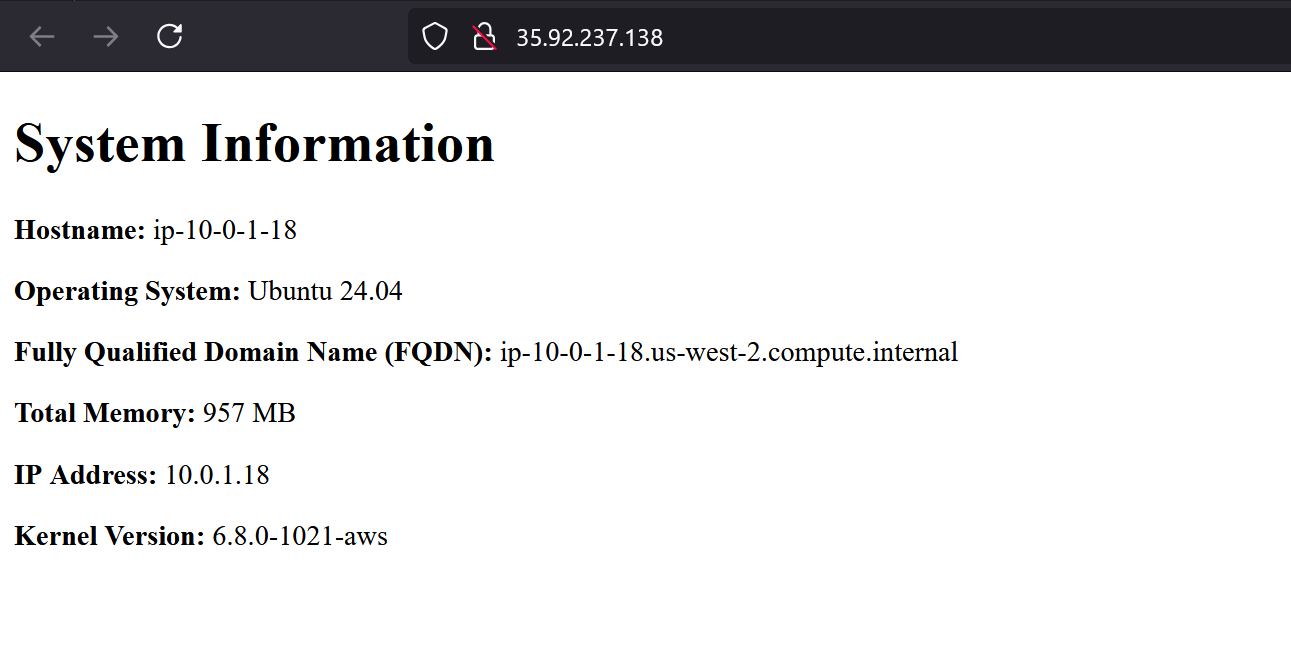 35.92.237.138
System Information
Hostname: ip-10-0-1-18
Operating System: Ubuntu 24.04
Fully Qualified Domain Name (FQDN): ip-10-0-1-18.us-west-2.compute.internal
Total Memory: 957 MB
IP Address: 10.0.1.18
Kernel Version: 6.8.0-1021-aws